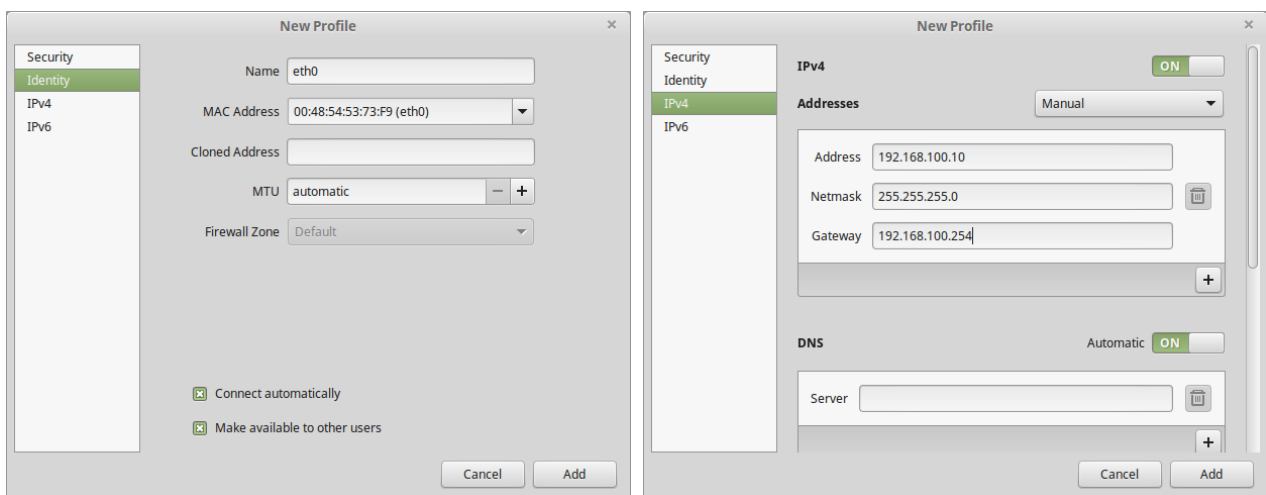 New Profile ×
Security
Identity
IPv4
IPv6
Name eth0
MAC Address 00:48:54:53:73:F9 (eth0)
Cloned Address
MTU automatic − +
Firewall Zone Default
Connect automatically
Make available to other users
Cancel Add
New Profile ×
Security
Identity
IPv4
IPv6
IPv4 ON
Addresses Manual
Address 192.168.100.10
Netmask 255.255.255.0
Gateway 192.168.100.254
+
DNS Automatic ON
Server
+
Cancel Add